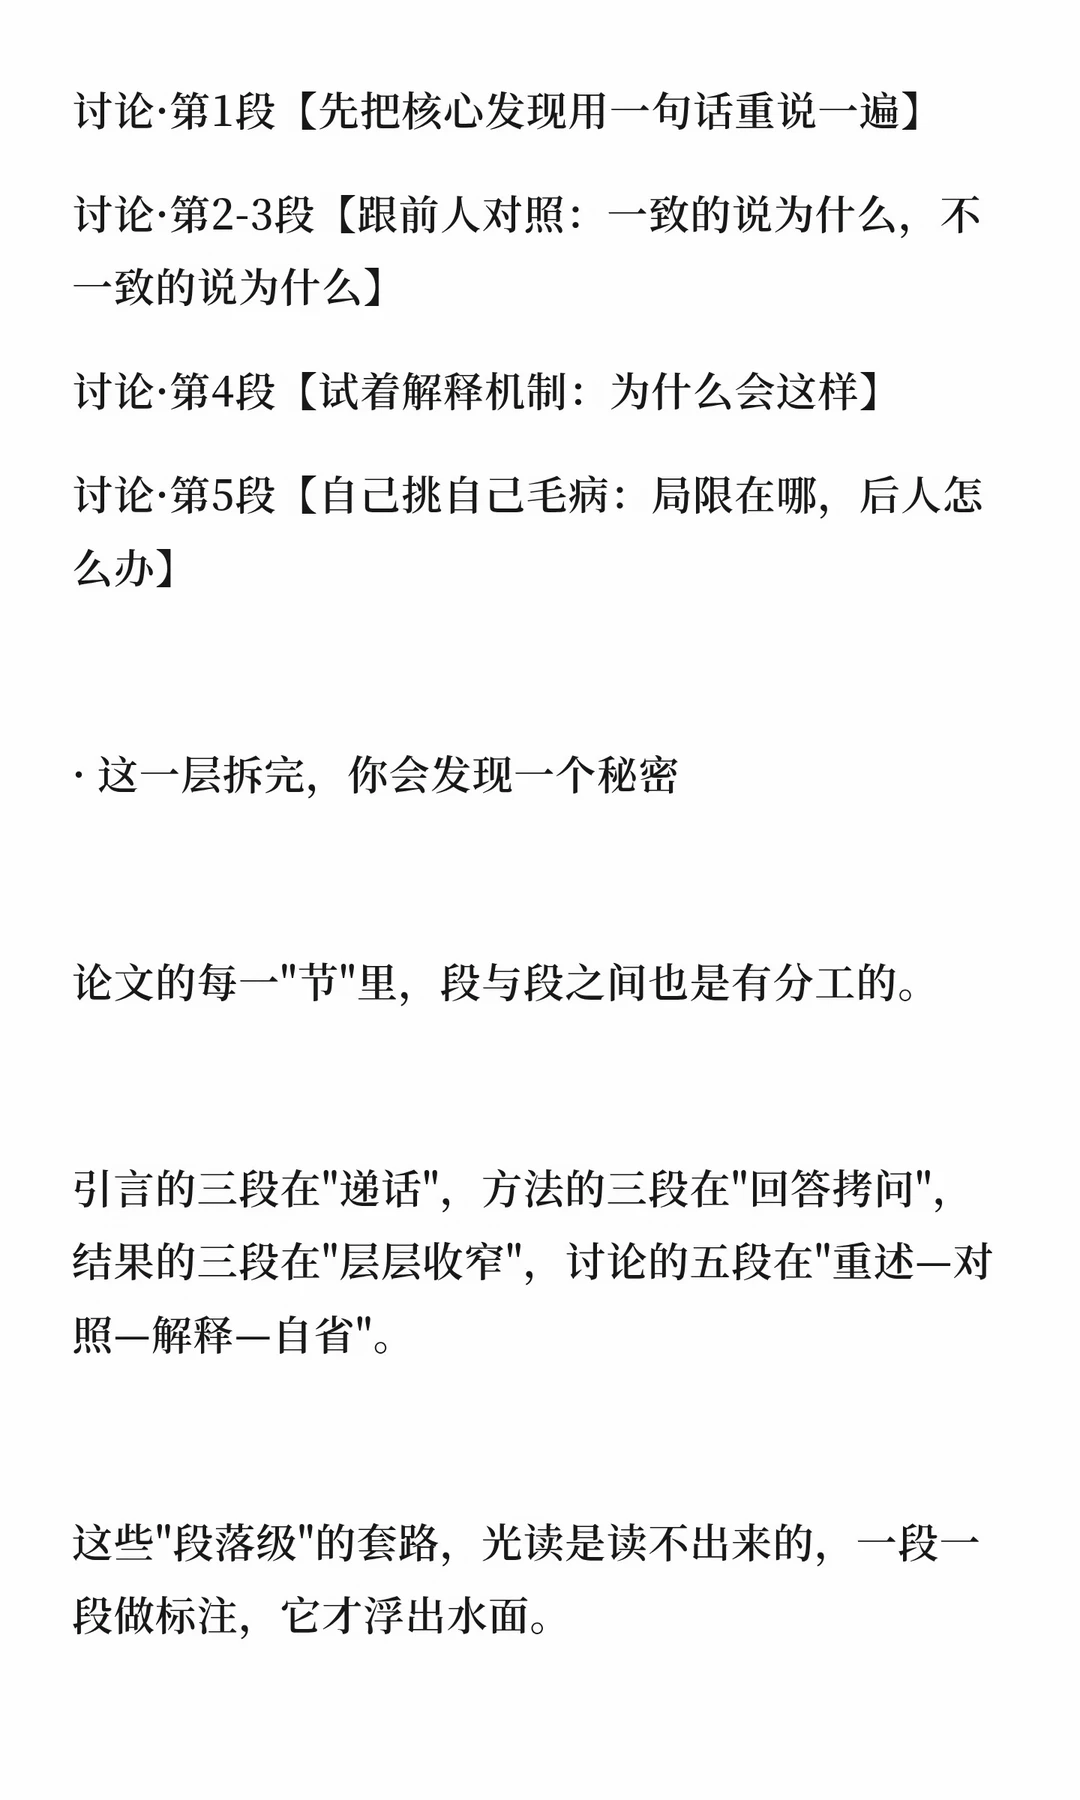 讨论·第1段【先把核心发现用一句话重说一遍】
讨论·第2-3段【跟前人对照：一致的说为什么，不
一致的说为什么】
讨论·第4段【试着解释机制：为什么会这样】
讨论·第5段【自己挑自己毛病：局限在哪，后人怎
么办】
· 这一层拆完，你会发现一个秘密
论文的每一"节"里，段与段之间也是有分工的。
引言的三段在"递话"，方法的三段在"回答拷问"，
结果的三段在"层层收窄"，讨论的五段在"重述—对
照—解释—自省"。
这些"段落级"的套路，光读是读不出来的，一段一
段做标注，它才浮出水面。